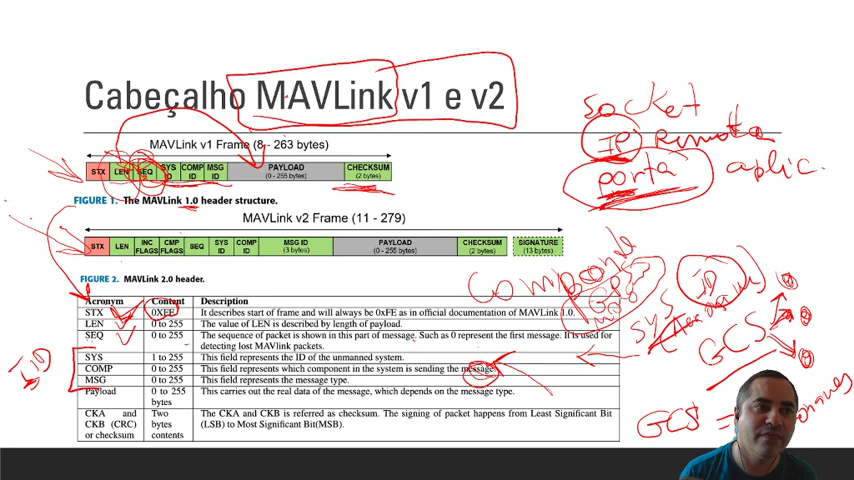 Cabeçalho MAVLink v1 e v2
MAVLink v1 Frame (8 - 263 bytes)
STX LEN SEQ SYS ID COMP ID MSG ID PAYLOAD (0 - 255 bytes) CHECKSUM (2 bytes)
FIGURE 1. The MAVLink 1.0 header structure.
MAVLink v2 Frame (11 - 279)
STX LEN INC FLAGS CMP FLAGS SEQ SYS ID COMP ID MSG ID (3 bytes) PAYLOAD (0 - 255 bytes) CHECKSUM (2 bytes) SIGNATURE (13 bytes)
FIGURE 2. MAVLink 2.0 header.
Acronym Content Description
STX 0XFE It describes start of frame and will always be 0xFE as in official documentation of MAVLink 1.0.
LEN 0 to 255 The value of LEN is described by length of payload.
SEQ 0 to 255 The sequence of packet is shown in this part of message. Such as 0 represent the first message. It is used for
detecting lost MAVLink packets.
SYS 1 to 255 This field represents the ID of the unmanned system.
COMP 0 to 255 This field represents which component in the system is sending the message.
MSG 0 to 255 This field represents the message type.
Payload 0 to 255 bytes This carries out the real data of the message, which depends on the message type.
CKA and CKB (CRC) or checksum Two bytes contents The CKA and CKB is referred as checksum. The signing of packet happens from Least Significant Bit
(LSB) to Most Significant Bit(MSB).
socket
IP remota
porta aplic.
Componente
GPS
SYS ID
GCS
GCS =
ID